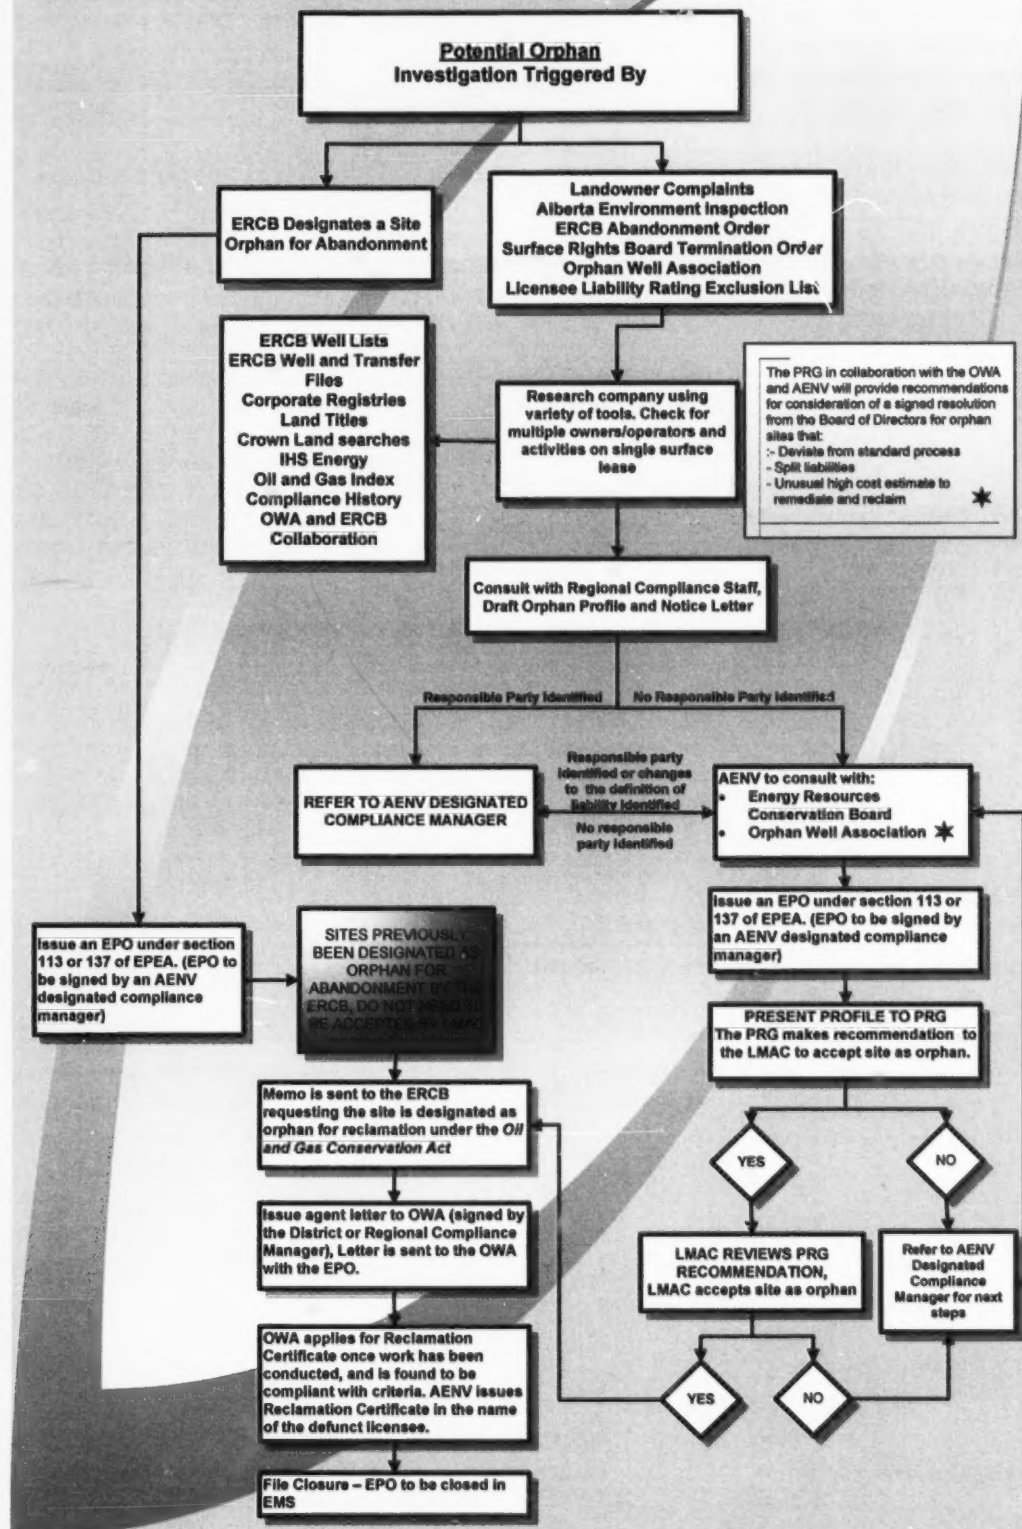 Potential Orphan
Investigation Triggered By
ERCB Designates a Site
Orphan for Abandonment
Landowner Complaints
Alberta Environment Inspection
ERCB Abandonment Order
Surface Rights Board Termination Order
Orphan Well Association
Licensee Liability Rating Exclusion List
ERCB Well Lists
ERCB Well and Transfer
Files
Corporate Registries
Land Titles
Crown Land searches
IHS Energy
Oil and Gas Index
Compliance History
OWA and ERCB
Collaboration
Research company using
variety of tools. Check for
multiple owners/operators and
activities on single surface
lease
The PRG in collaboration with the OWA
and AENV will provide recommendations
for consideration of a signed resolution
from the Board of Directors for orphan
sites that:
:- Deviate from standard process
- Split liabilities
- Unusual high cost estimate to
remediate and reclaim
Consult with Regional Compliance Staff,
Draft Orphan Profile and Notice Letter
Responsible Party Identified
No Responsible Party Identified
REFER TO AENV DESIGNATED
COMPLIANCE MANAGER
Responsible party
identified or changes
to the definition of
liability identified
No responsible
party identified
AENV to consult with:
• Energy Resources
Conservation Board
• Orphan Well Association
Issue an EPO under section 113 or
137 of EPEA. (EPO to be signed by
an AENV designated compliance
manager)
Issue an EPO under section
113 or 137 of EPEA. (EPO to
be signed by an AENV
designated compliance
manager)
SITES PREVIOUSLY
BEEN DESIGNATED AS
ORPHAN FOR
ABANDONMENT BY THE
ERCB, DO NOT NEED TO
BE ACCEPTED BY LMAC
PRESENT PROFILE TO PRG
The PRG makes recommendation to
the LMAC to accept site as orphan.
Memo is sent to the ERCB
requesting the site is designated as
orphan for reclamation under the Oil
and Gas Conservation Act
YES
NO
Issue agent letter to OWA (signed by
the District or Regional Compliance
Manager), Letter is sent to the OWA
with the EPO.
LMAC REVIEWS PRG
RECOMMENDATION,
LMAC accepts site as orphan
Refer to AENV
Designated
Compliance
Manager for next
steps
OWA applies for Reclamation
Certificate once work has been
conducted, and is found to be
compliant with criteria. AENV issues
Reclamation Certificate in the name
of the defunct licensee.
YES
NO
File Closure – EPO to be closed in
EMS